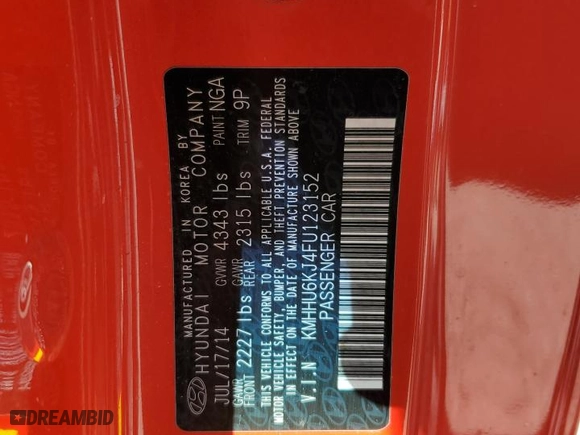 MANUFACTURED IN KOREA BY
HYUNDAI MOTOR COMPANY
JUL/17/14 GVWR 4343 lbs PAINT NGA
GAWR FRONT 2227 lbs GAWR REAR 2315 lbs TRIM 9P
THIS VEHICLE CONFORMS TO ALL APPLICABLE U.S.A. FEDERAL
MOTOR VEHICLE SAFETY, BUMPER, AND THEFT PREVENTION STANDARDS
IN EFFECT ON THE DATE OF MANUFACTURE SHOWN ABOVE
V.I.N KMHHU6KJ4FU123152
PASSENGER CAR
DREAMBID